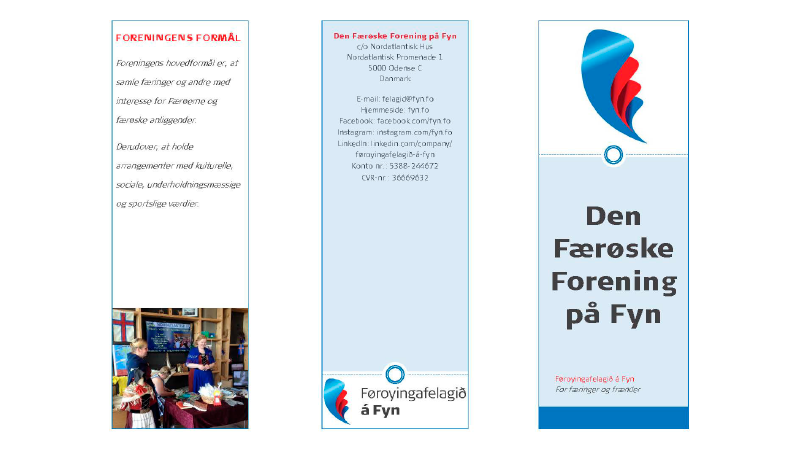 FORENINGENS FORMÅL
Foreningens hovedformål er, at
samle færinger og andre med
interesse for Færøerne og
færøske anliggender.
Derudover, at holde
arrangementer med kulturelle,
sociale, underholdningsmæssige
og sportslige værdier.
Den Færøske Forening på Fyn
c/o Nordatlantisk Hus
Nordatlantisk Promenade 1
5000 Odense C
Danmark
E-mail: felagid@fyn.fo
Hjemmeside: fyn.fo
Facebook: facebook.com/fyn.fo
Instagram: instagram.com/fyn.fo
Linkedin: linkedin.com/company/
føroyingafelagið-á-fyn
Konto nr.: 5388-244672
CVR-nr.: 36669632
Føroyingafelagið
á Fyn
Den
Færøske
Forening
på Fyn
Føroyingafelagið á Fyn
For færinger og frænder